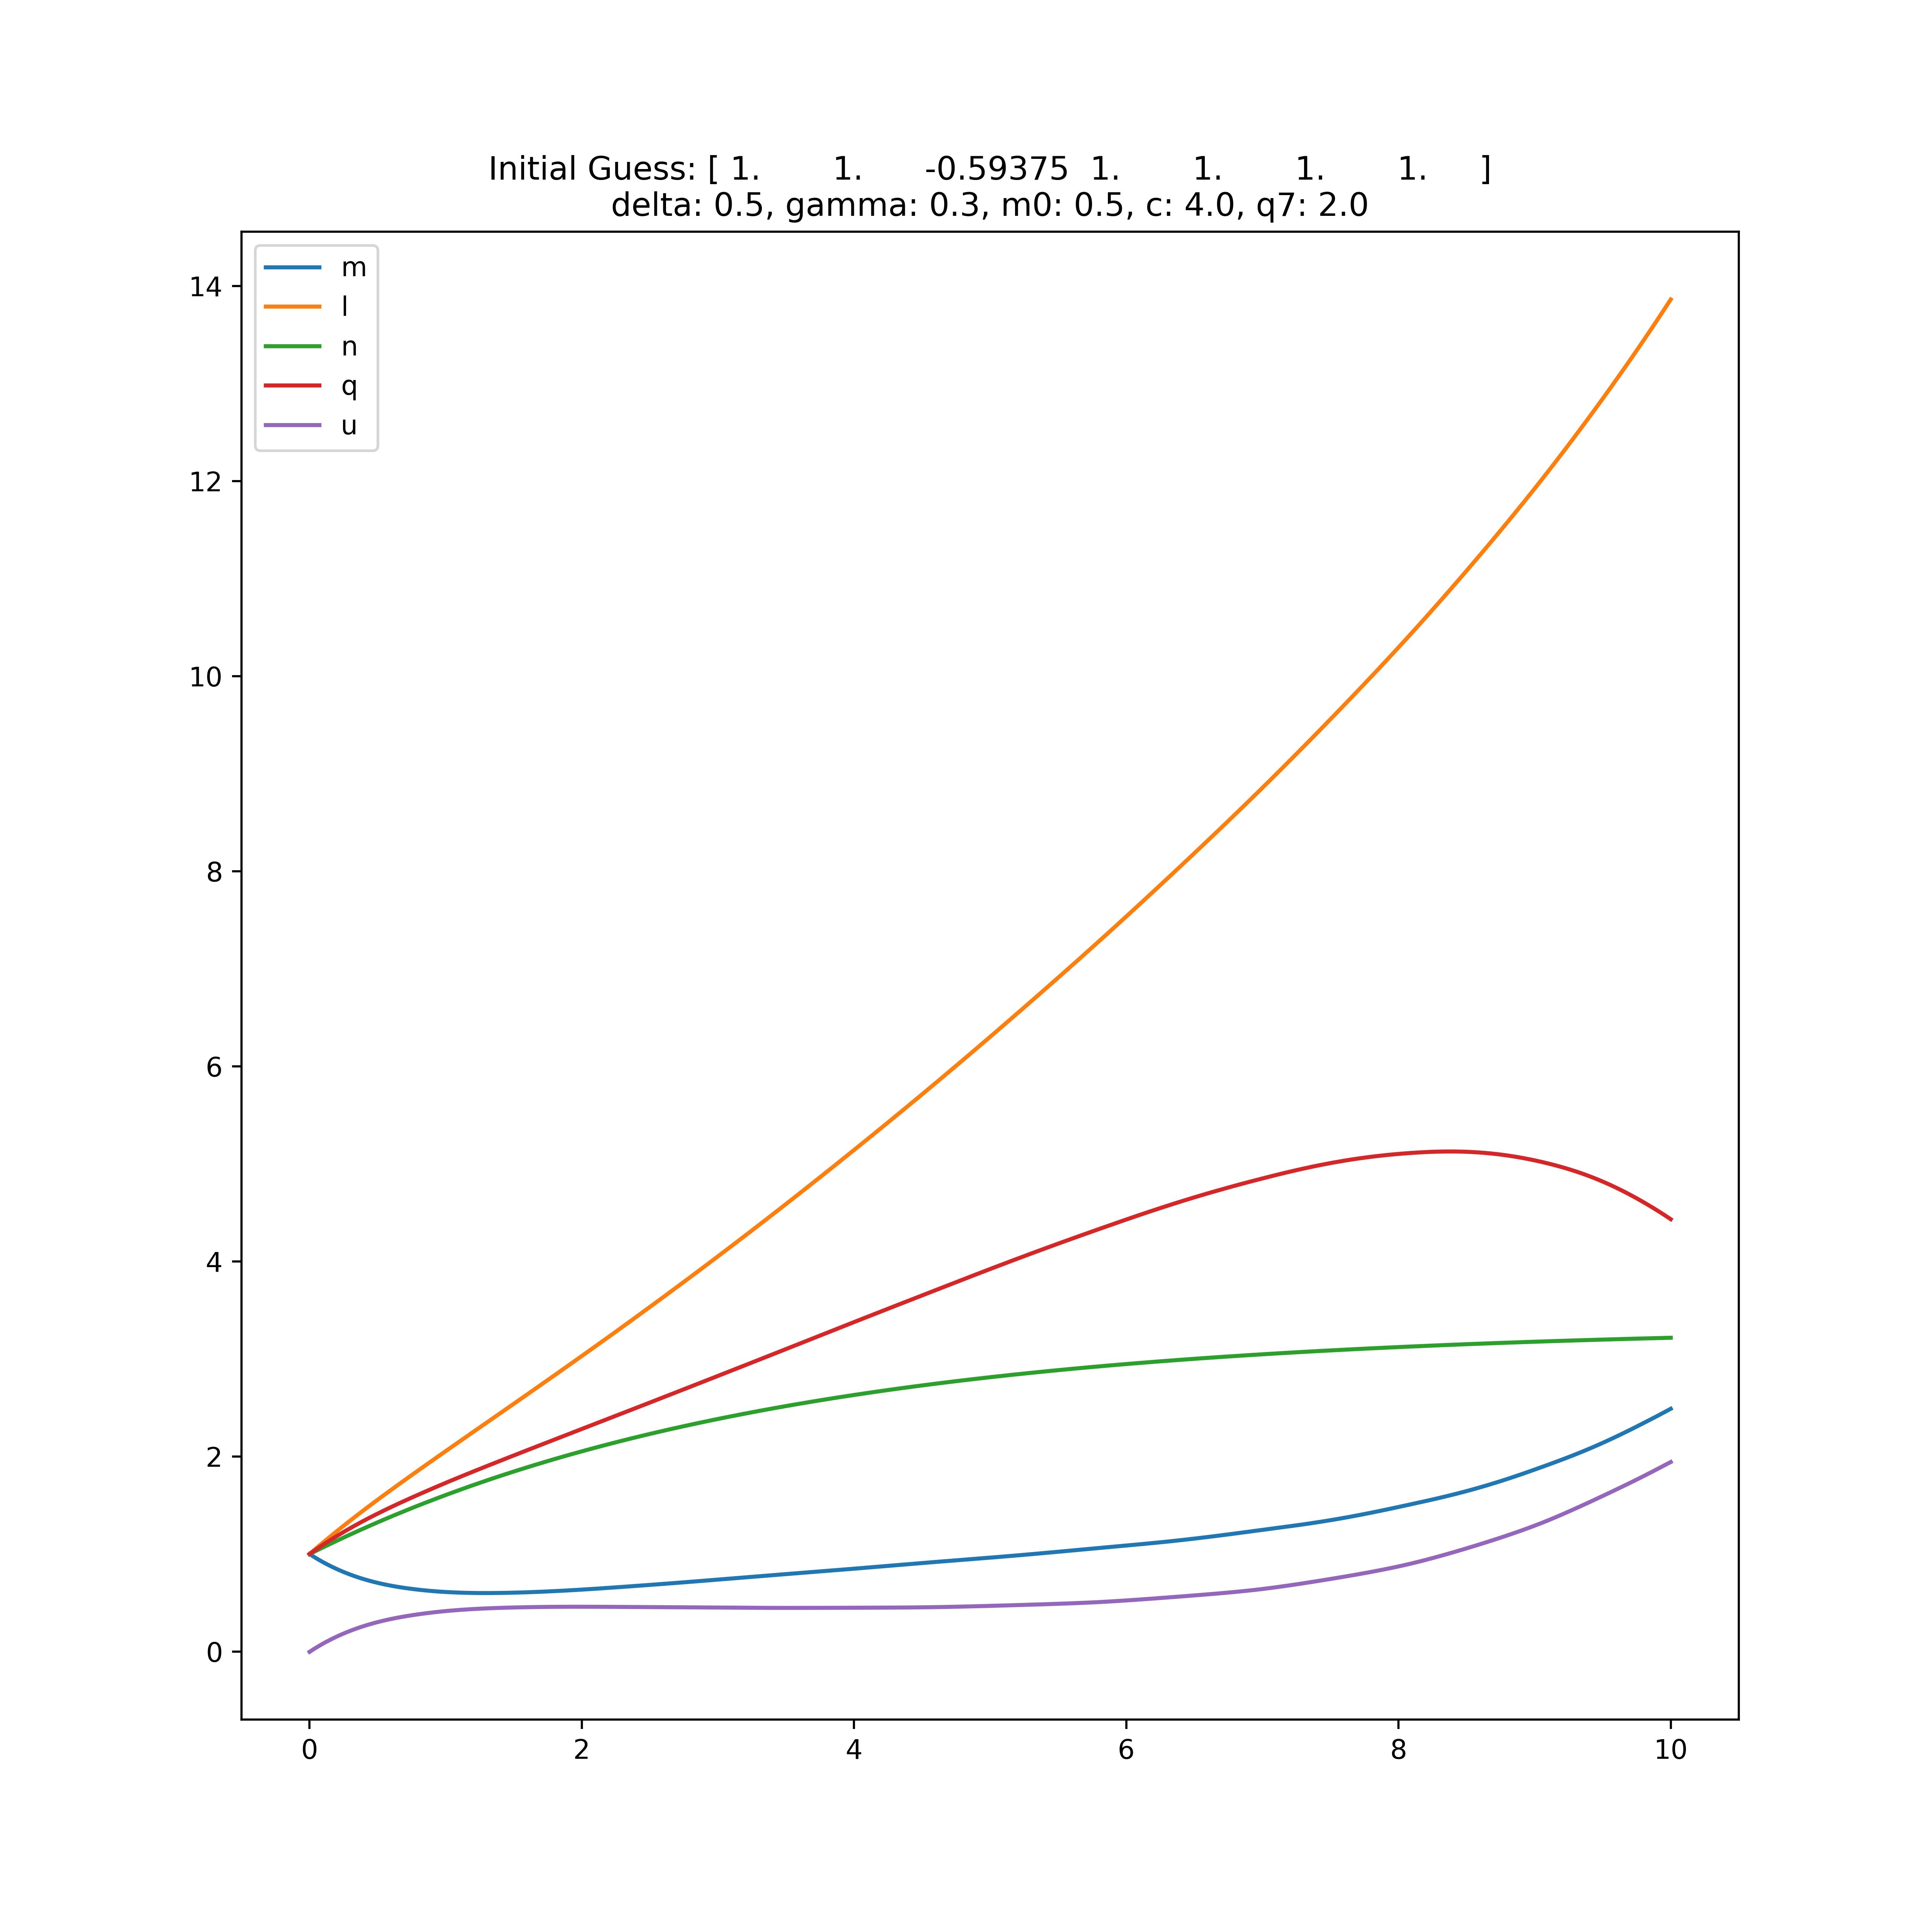 Initial Guess: [ 1. 1. -0.59375 1. 1. 1. 1. ]
delta: 0.5, gamma: 0.3, m0: 0.5, c: 4.0, q7: 2.0
m
l
n
q
u
14
12
10
8
6
4
2
0
0 2 4 6 8 10